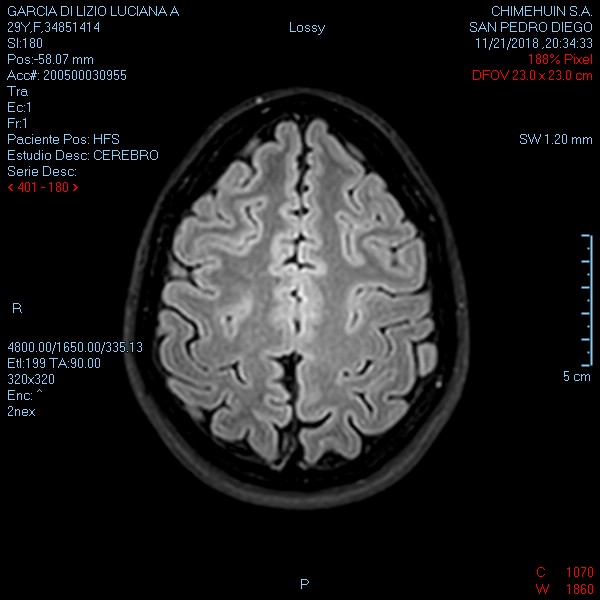 GARCIA DI LIZIO LUCIANA A
29Y,F,34851414
Sl:180
Pos:-58.07 mm
Acc#: 200500030955
Tra
Ec:1
Fr:1
Paciente Pos: HFS
Estudio Desc: CEREBRO
Serie Desc:
< 401 - 180 >
Lossy
CHIMEHUIN S.A.
SAN PEDRO DIEGO
11/21/2018 ,20:34:33
188% Pixel
DFOV 23.0 x 23.0 cm
SW 1.20 mm
R
4800.00/1650.00/335.13
Etl:199 TA:90.00
320x320
Enc: ^
2nex
5 cm
P
C 1070
W 1860